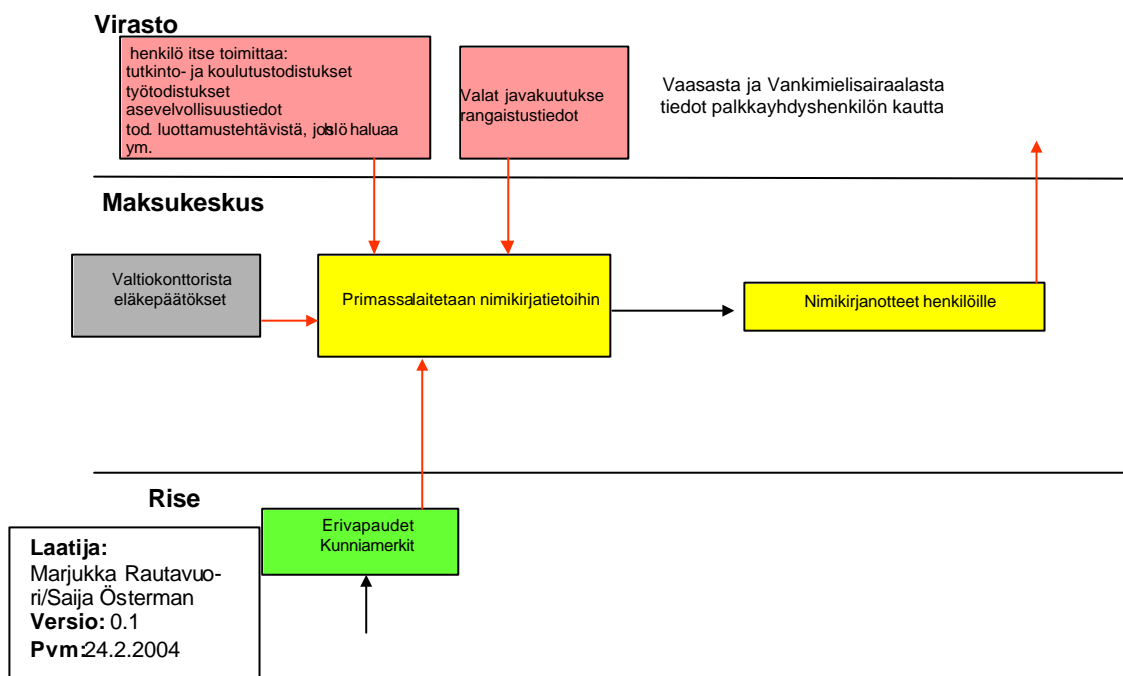 Virasto
henkilö itse toimittaa:
tutkinto- ja koulutustodistukset
työtodistukset
asevelvollisuustiedot
tod. luottamustehtävistä, jos hlö haluaa
ym.
Valat javakuutukse
rangaistustiedot
Vaasasta ja Vankimielisairaalasta
tiedot palkkayhdyshenkilön kautta
Maksukeskus
Valtiokonttorista
eläkepäätökset
Primassalaitetaan nimikirjatietoihin
Nimikirjanotteet henkilöille
Rise
Erivapaudet
Kunniamerkit
Laatija:
Marjukka Rautavuo-
ri/Saija Österman
Versio: 0.1
Pvm:24.2.2004